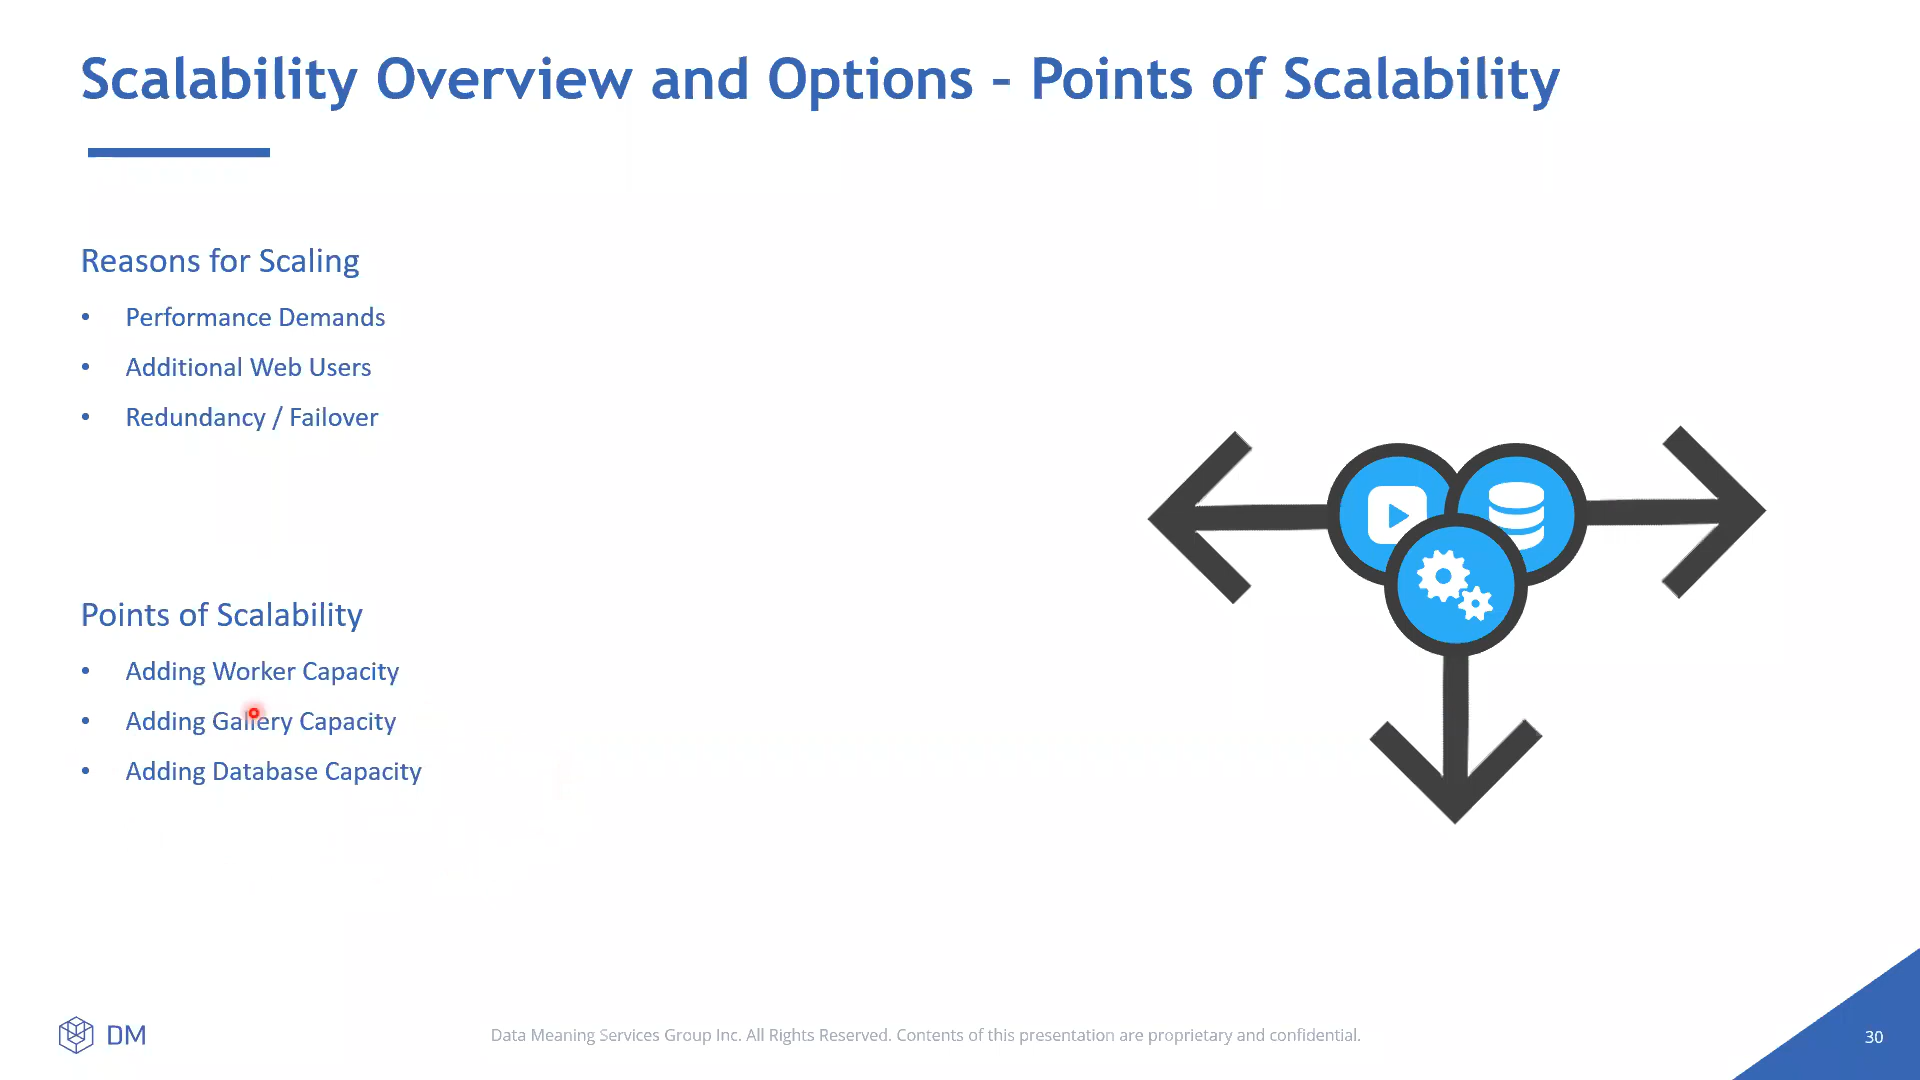 Scalability Overview and Options – Points of Scalability
Reasons for Scaling
• Performance Demands
• Additional Web Users
• Redundancy / Failover
Points of Scalability
• Adding Worker Capacity
• Adding Gallery Capacity
• Adding Database Capacity
DM
Data Meaning Services Group Inc. All Rights Reserved. Contents of this presentation are proprietary and confidential.
30